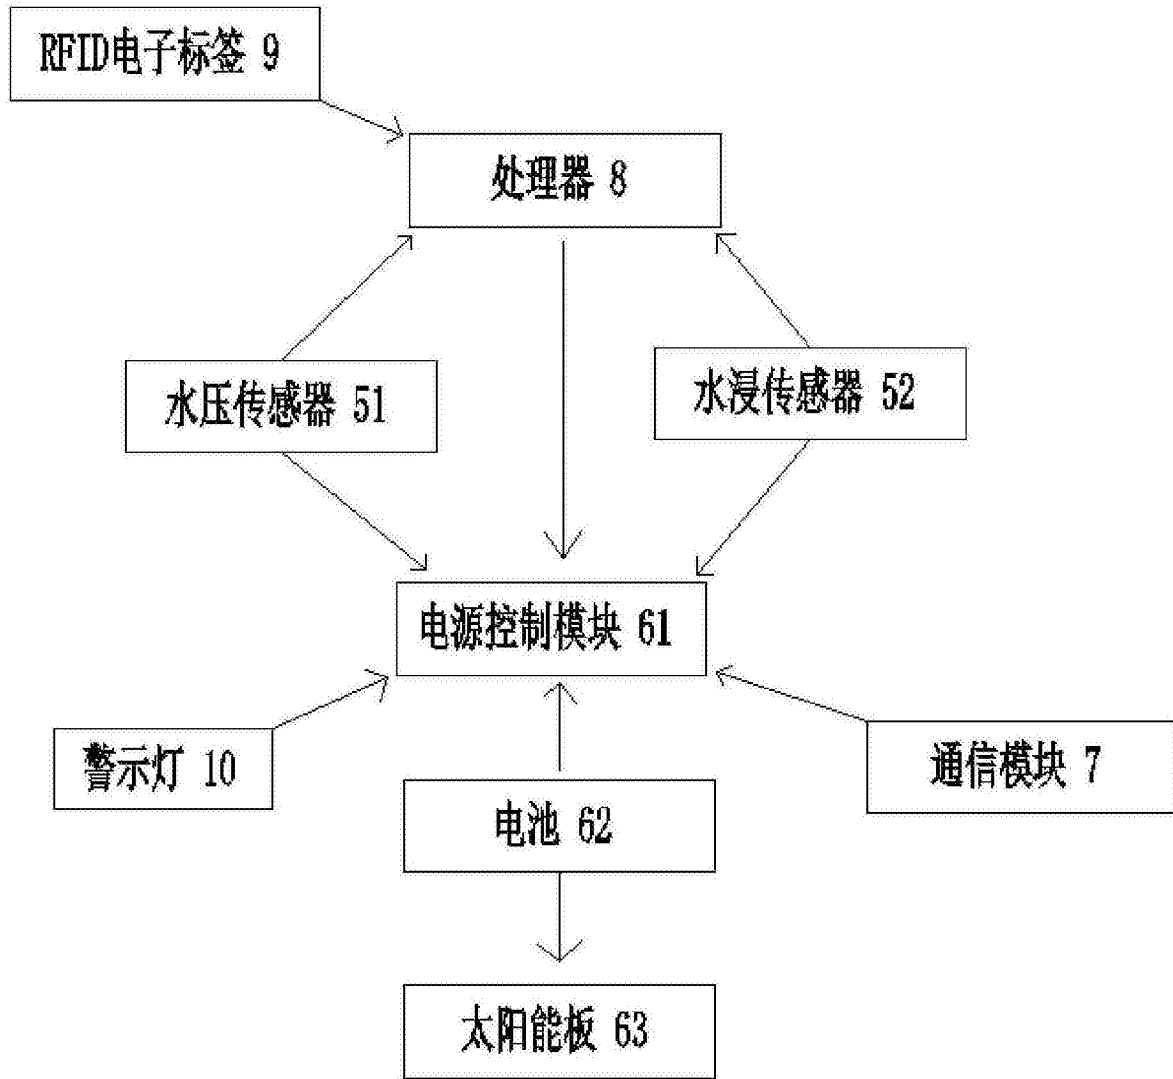 RFID电子标签 9
处理器 8
水压传感器 51
水浸传感器 52
电源控制模块 61
警示灯 10
电池 62
通信模块 7
太阳能板 63